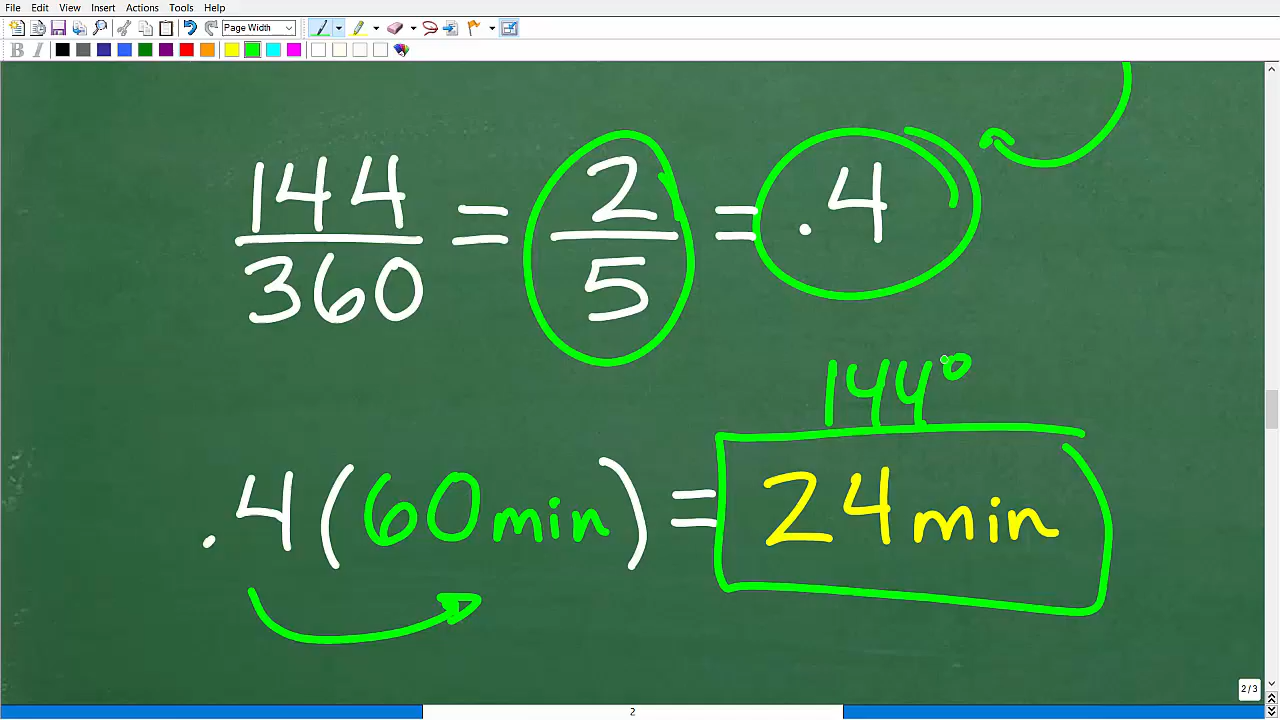 File Edit View Insert Actions Tools Help
Page Width
B I
144/360 = 2/5 = .4
144°
.4(60min) = 24min
2/3
2